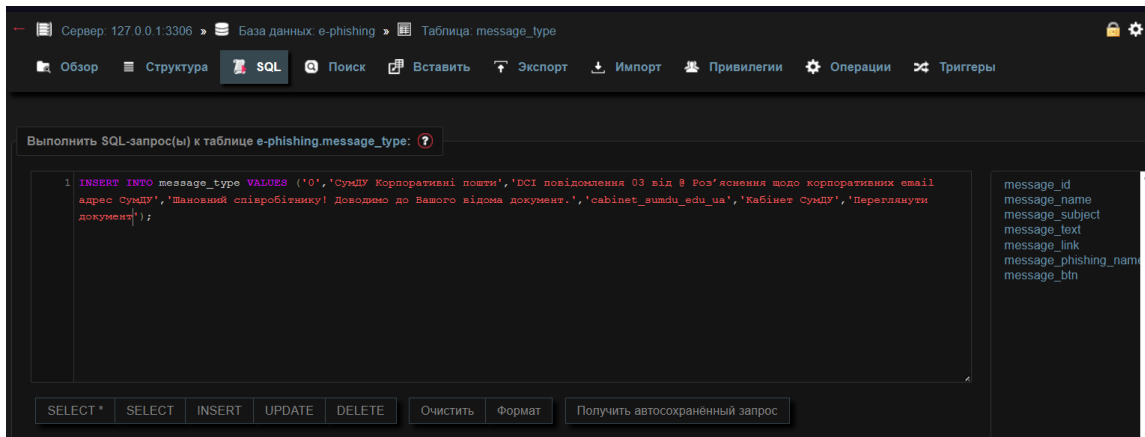 ← Сервер: 127.0.0.1:3306 » База данных: e-phishing » Таблица: message_type
Обзор Структура SQL Поиск Вставить Экспорт Импорт Привилегии Операции Триггеры
Выполнить SQL-запрос(ы) к таблице e-phishing.message_type:
1 INSERT INTO message_type VALUES ('0','СумДУ Корпоративні пошти','DCI повідомлення 03 від @ Роз’яснення щодо корпоративних email
адрес СумДУ','Шановний співробітнику! Доводимо до Вашого відома документ.','cabinet_sumdu_edu_ua','Кабінет СумДУ','Переглянути
документ');
message_id
message_name
message_subject
message_text
message_link
message_phishing_name
message_btn
SELECT * SELECT INSERT UPDATE DELETE Очистить Формат Получить автосохранённый запрос